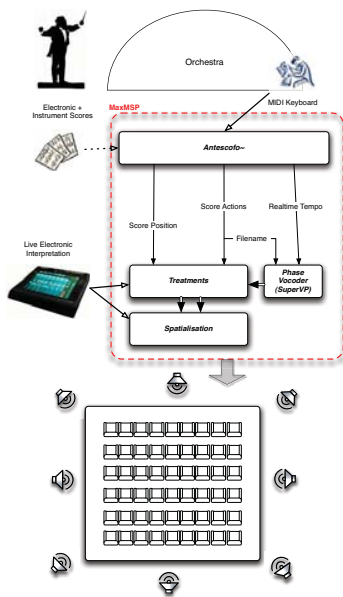 Orchestra
Electronic +
Instrument Scores
MaxMSP
MIDI Keyboard
Antescofo~
Score Position
Score Actions
Realtime Tempo
Filename
Live Electronic
Interpretation
Treatments
Phase
Vocoder
(SuperVP)
Spatialisation